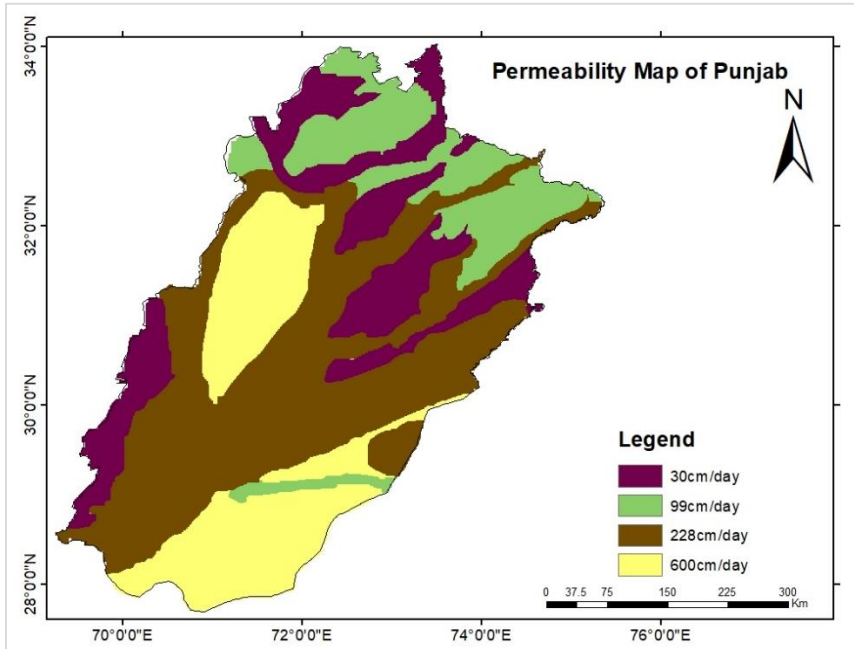 Permeability Map of Punjab
N
34°0'0"N
32°0'0"N
30°0'0"N
28°0'0"N
Legend
30cm/day
99cm/day
228cm/day
600cm/day
0 37.5 75 150 225 300
Km
70°0'0"E 72°0'0"E 74°0'0"E 76°0'0"E